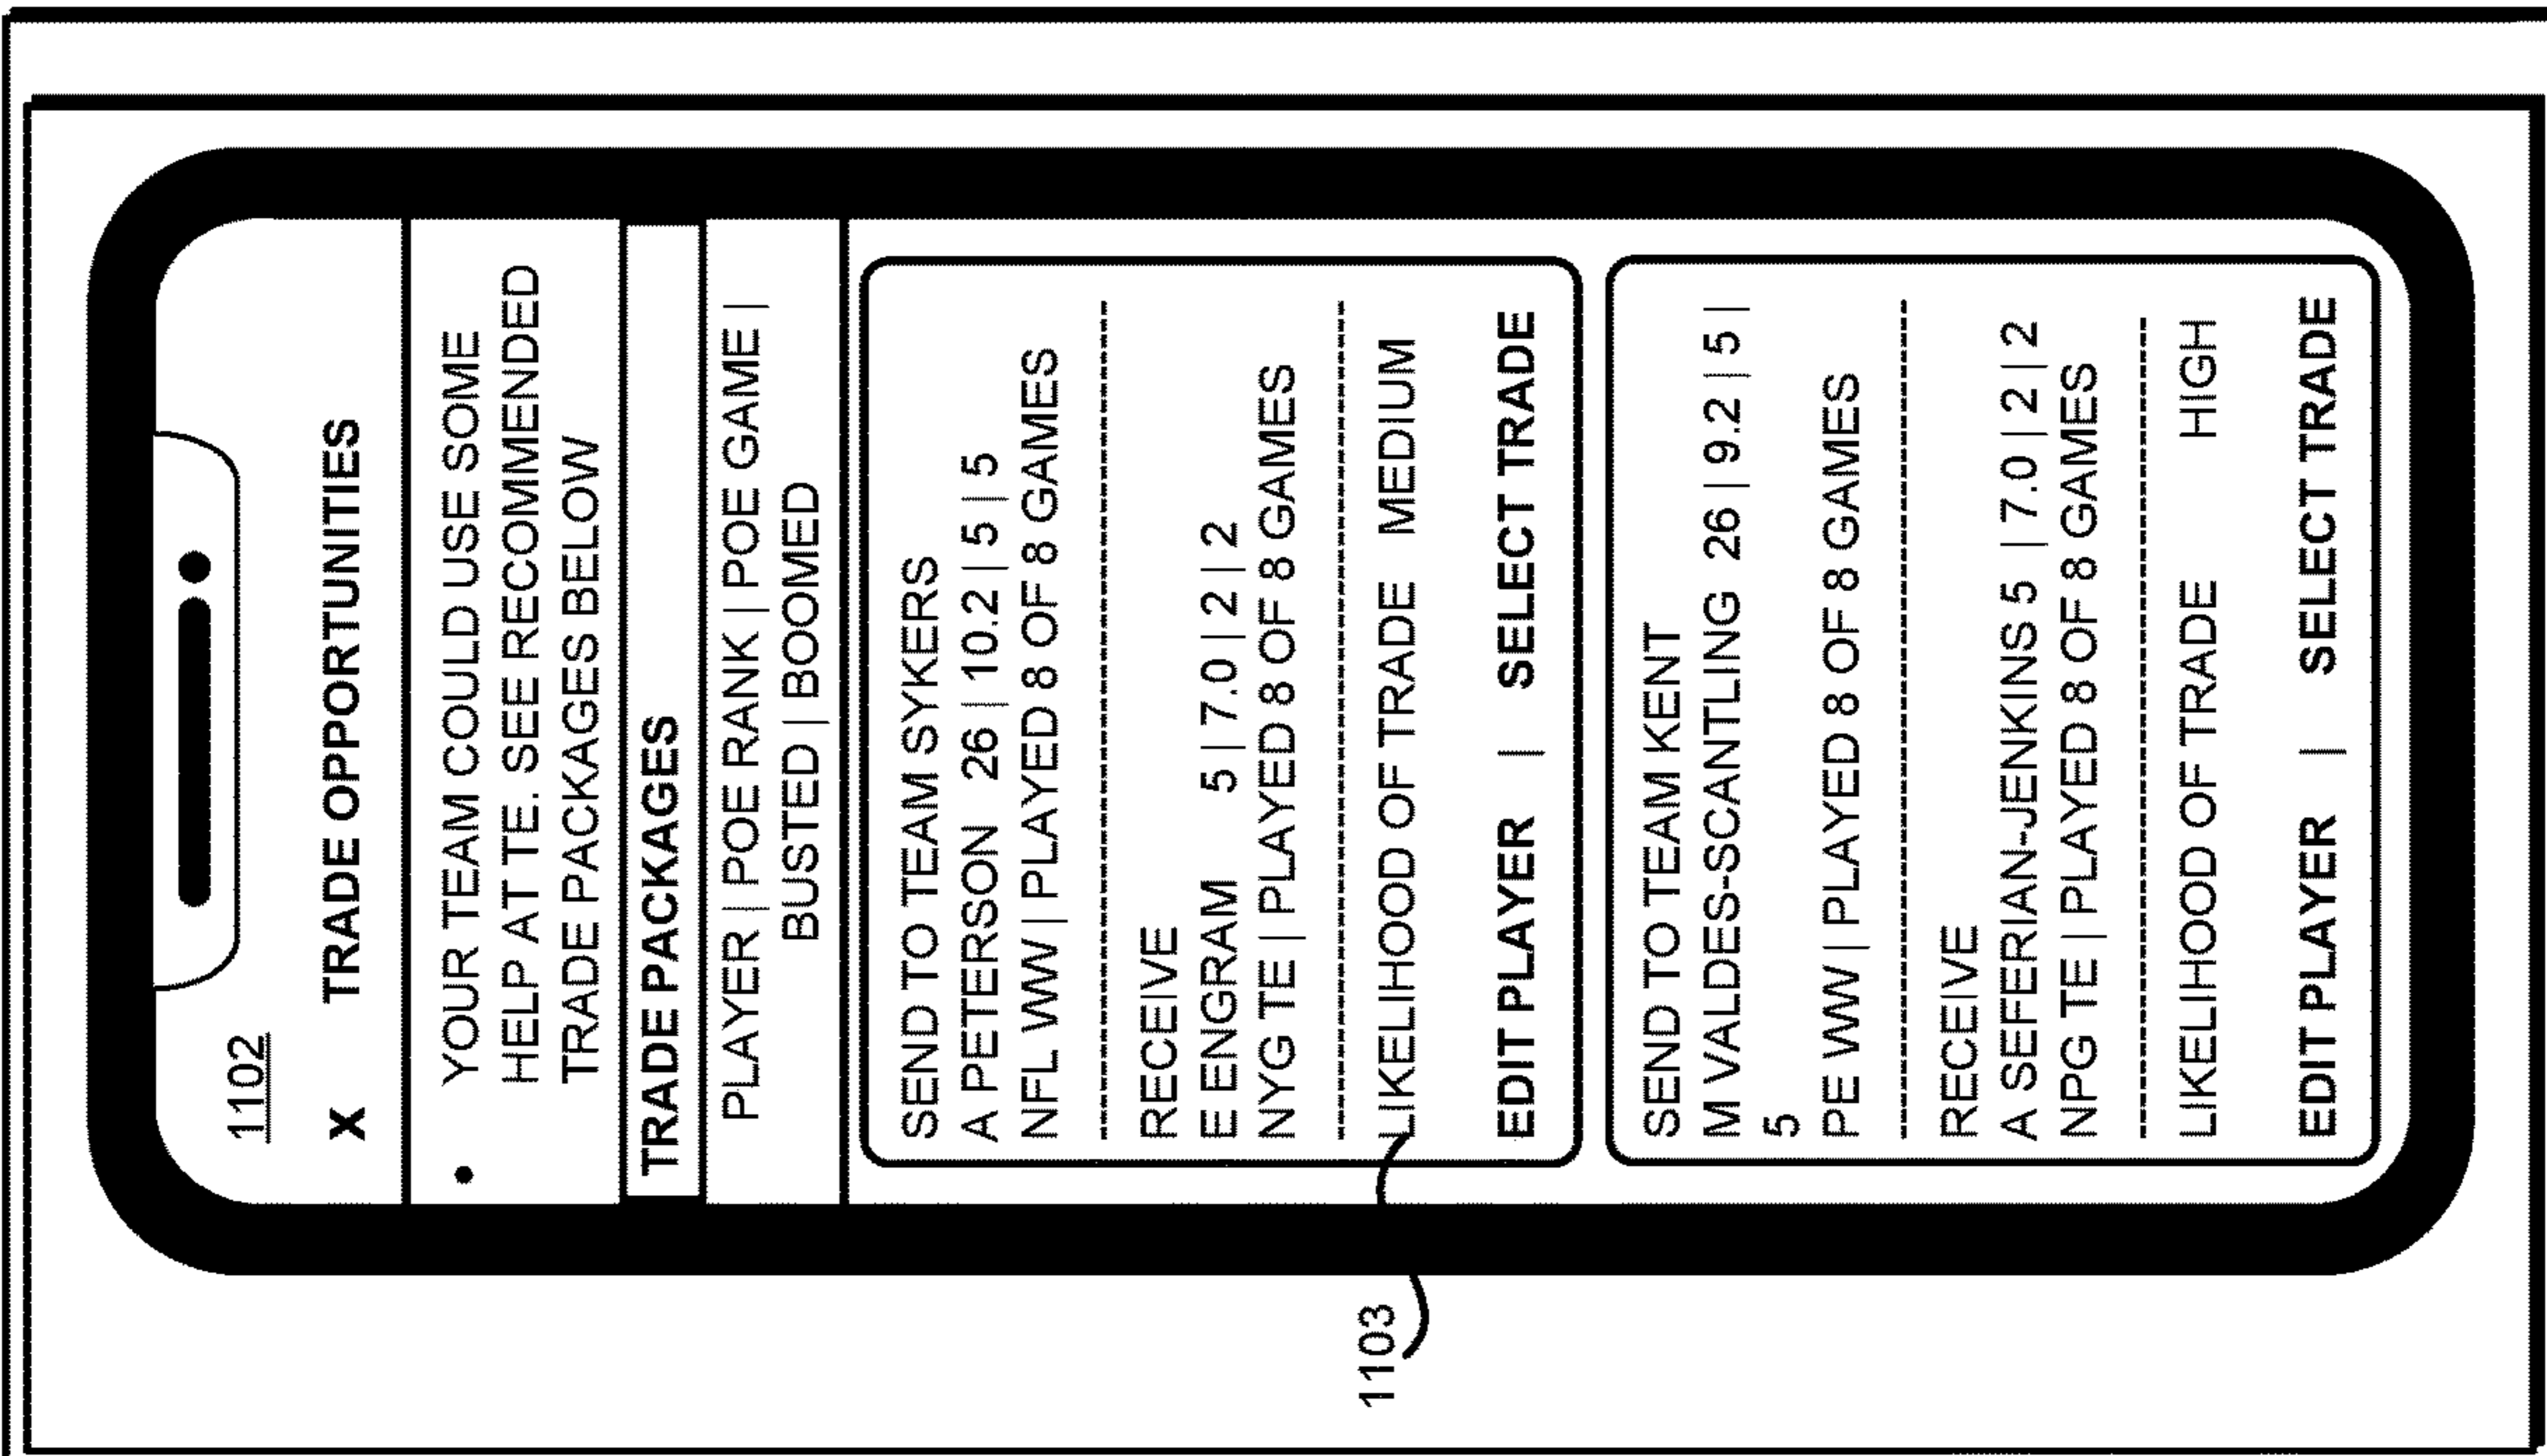 1102
X TRADE OPPORTUNITIES
• YOUR TEAM COULD USE SOME
HELP AT TE. SEE RECOMMENDED
TRADE PACKAGES BELOW
TRADE PACKAGES
PLAYER | POE RANK | POE GAME |
BUSTED | BOOMED
SEND TO TEAM SYKERS
A PETERSON 26 | 10.2 | 5 | 5
NFL WW | PLAYED 8 OF 8 GAMES
RECEIVE
E ENGRAM 5 | 7.0 | 2 | 2
NYG TE | PLAYED 8 OF 8 GAMES
LIKELIHOOD OF TRADE MEDIUM
EDIT PLAYER | SELECT TRADE
SEND TO TEAM KENT
M VALDES-SCANTLING 26 | 9.2 | 5 |
5
PE WW | PLAYED 8 OF 8 GAMES
RECEIVE
A SEFFERIAN-JENKINS 5 | 7.0 | 2 | 2
NPG TE | PLAYED 8 OF 8 GAMES
LIKELIHOOD OF TRADE HIGH
EDIT PLAYER | SELECT TRADE
1103